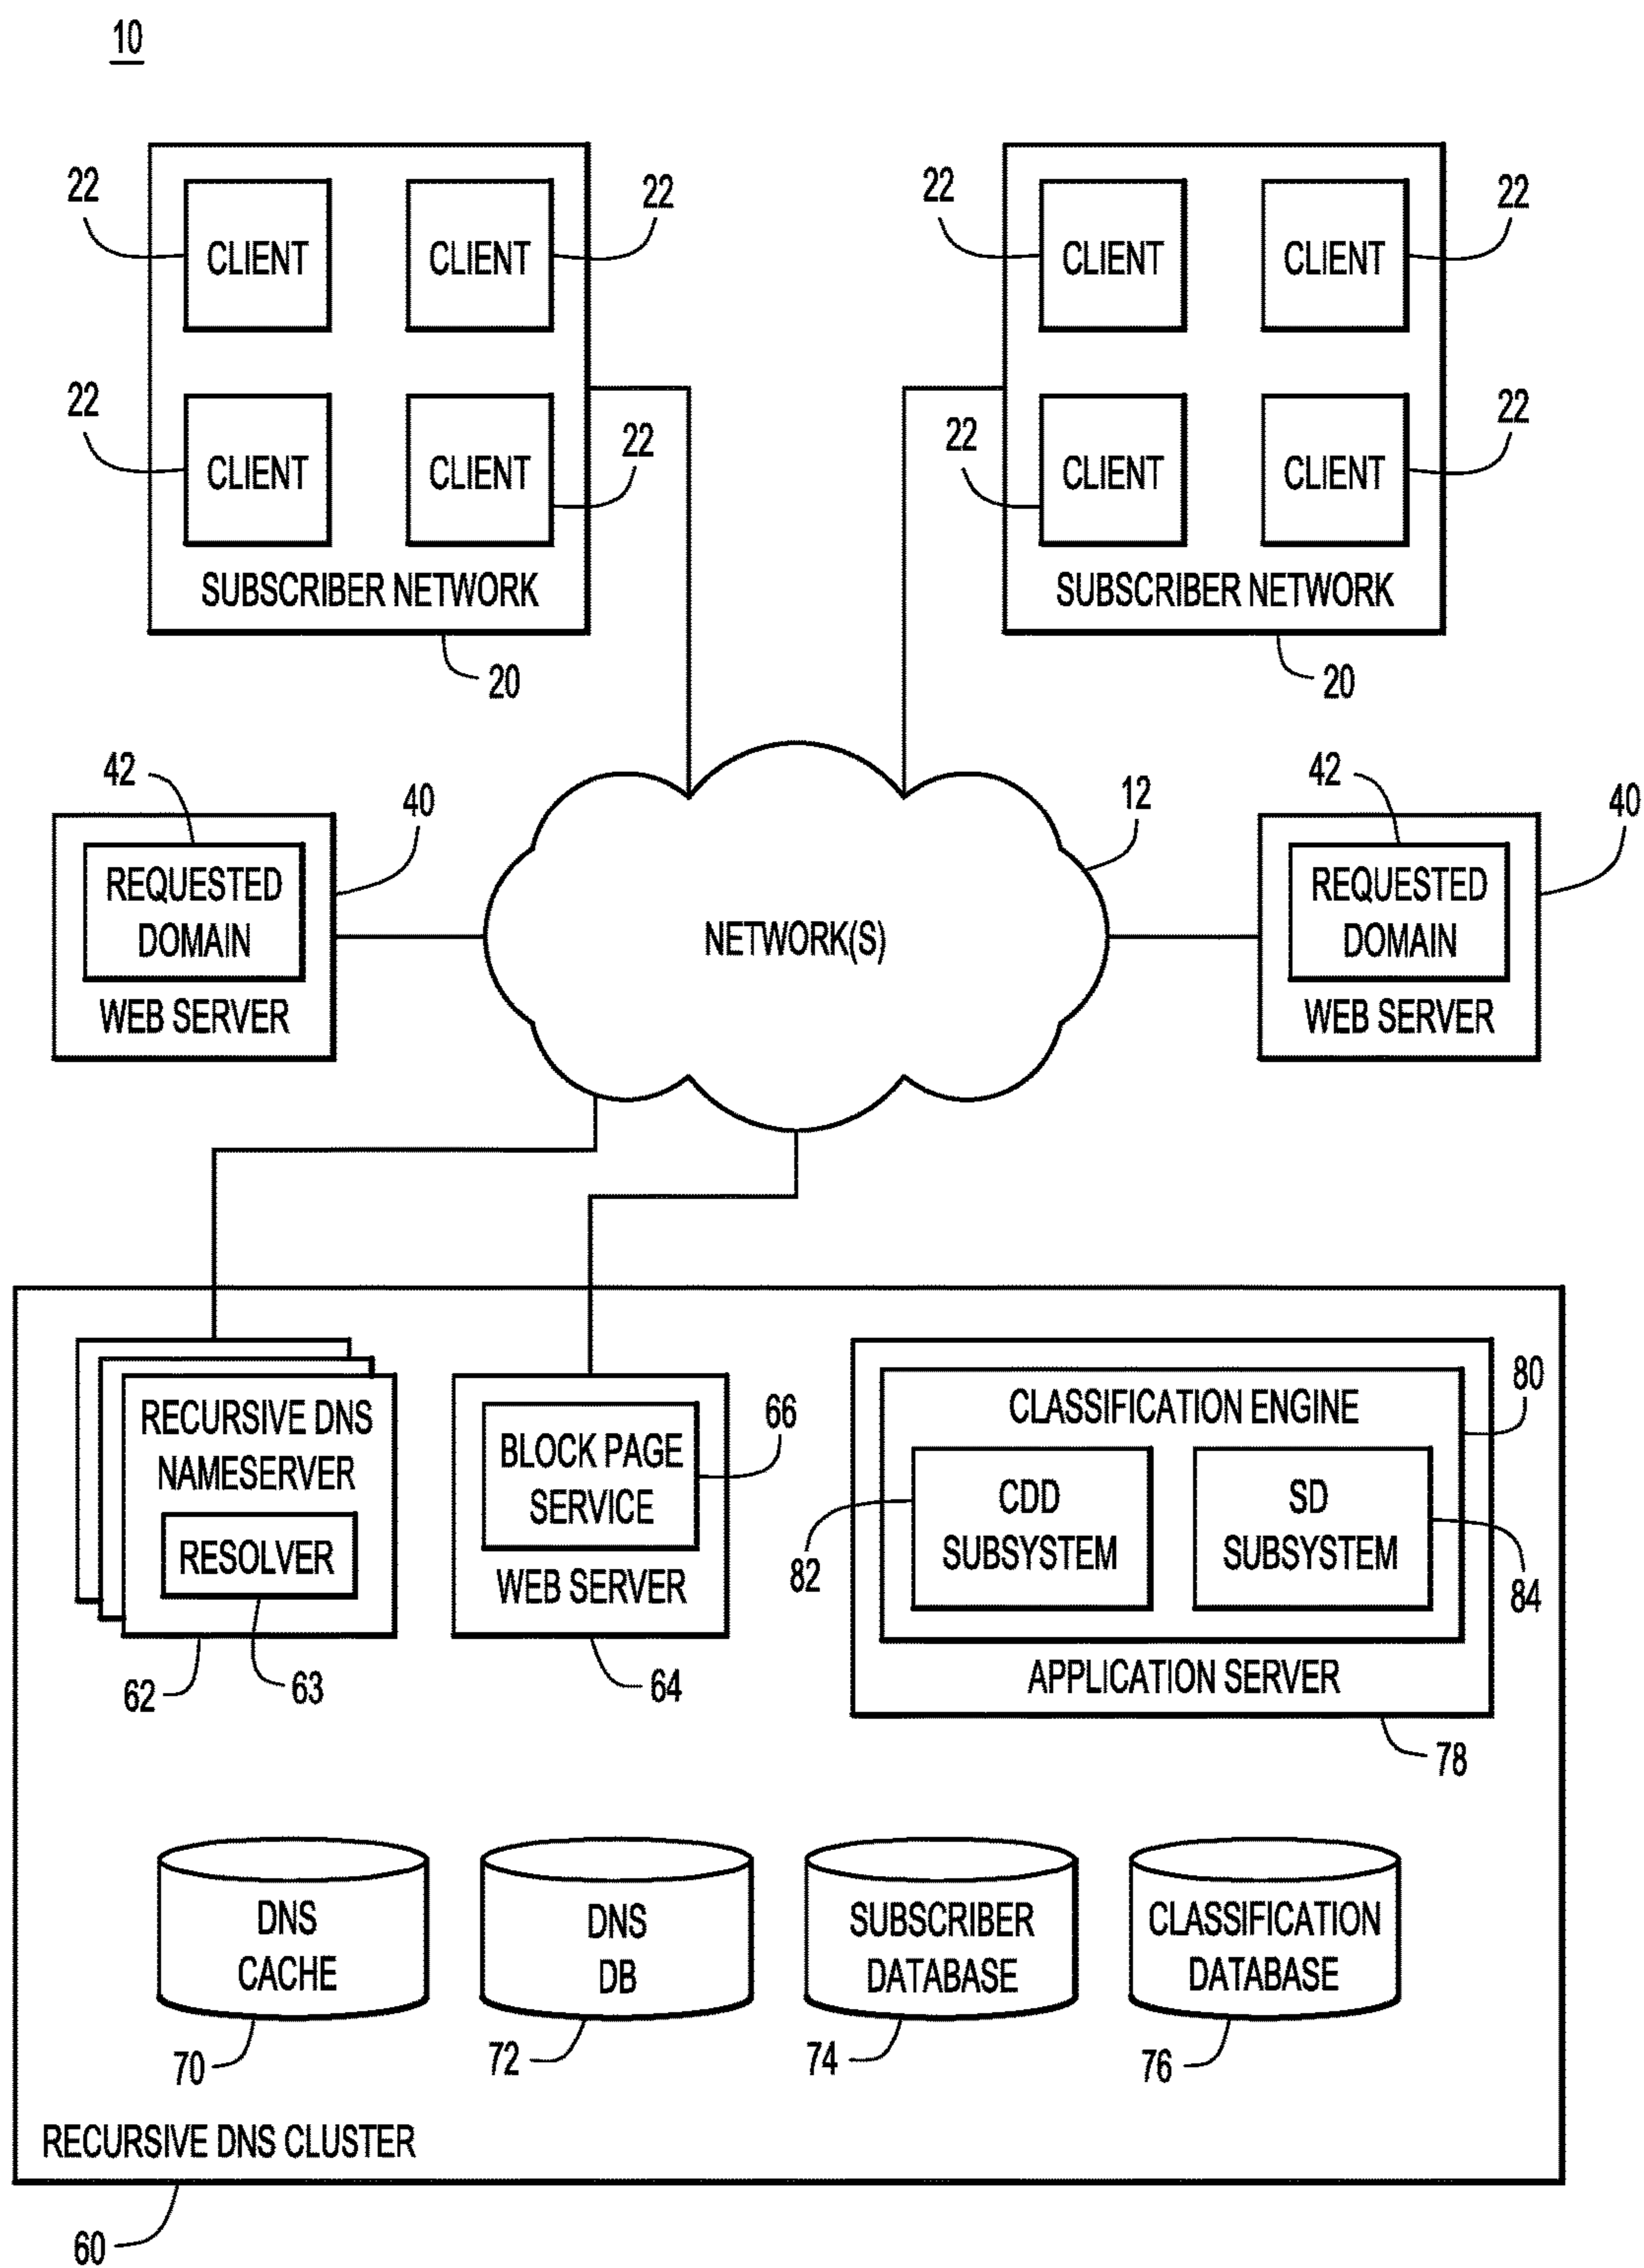 10
22
22
22
22
CLIENT
CLIENT
CLIENT
CLIENT
22
22
22
22
CLIENT
CLIENT
CLIENT
CLIENT
SUBSCRIBER NETWORK
SUBSCRIBER NETWORK
20
20
42
40
12
42
40
REQUESTED
DOMAIN
WEB SERVER
NETWORK(S)
REQUESTED
DOMAIN
WEB SERVER
RECURSIVE DNS
NAMESERVER
RESOLVER
62
63
BLOCK PAGE
SERVICE
66
WEB SERVER
64
CLASSIFICATION ENGINE
80
CDD
SUBSYSTEM
82
SD
SUBSYSTEM
84
APPLICATION SERVER
78
DNS
CACHE
70
DNS
DB
72
SUBSCRIBER
DATABASE
74
CLASSIFICATION
DATABASE
76
RECURSIVE DNS CLUSTER
60